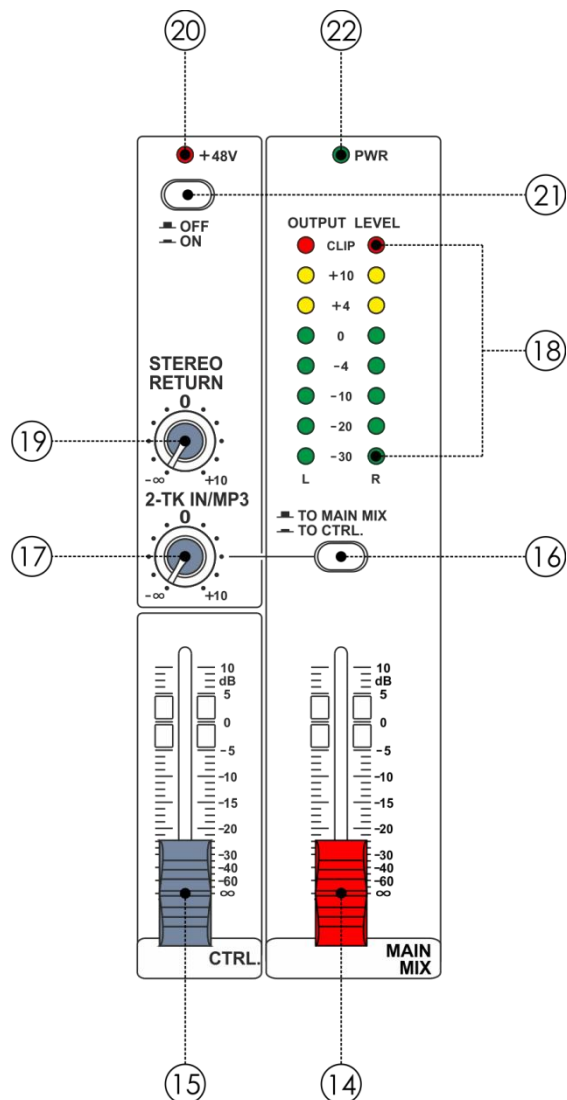 20
22
+48V
PWR
21
OFF
ON
OUTPUT LEVEL
CLIP
+10
+4
0
-4
-10
-20
-30
L
R
18
STEREO
RETURN
0
-∞
+10
19
2-TK IN/MP3
0
-∞
+10
17
TO MAIN MIX
TO CTRL.
16
10
dB
5
0
-5
-10
-15
-20
-30
-40
-60
∞
CTRL.
10
dB
5
0
-5
-10
-15
-20
-30
-40
-60
∞
MAIN
MIX
15
14